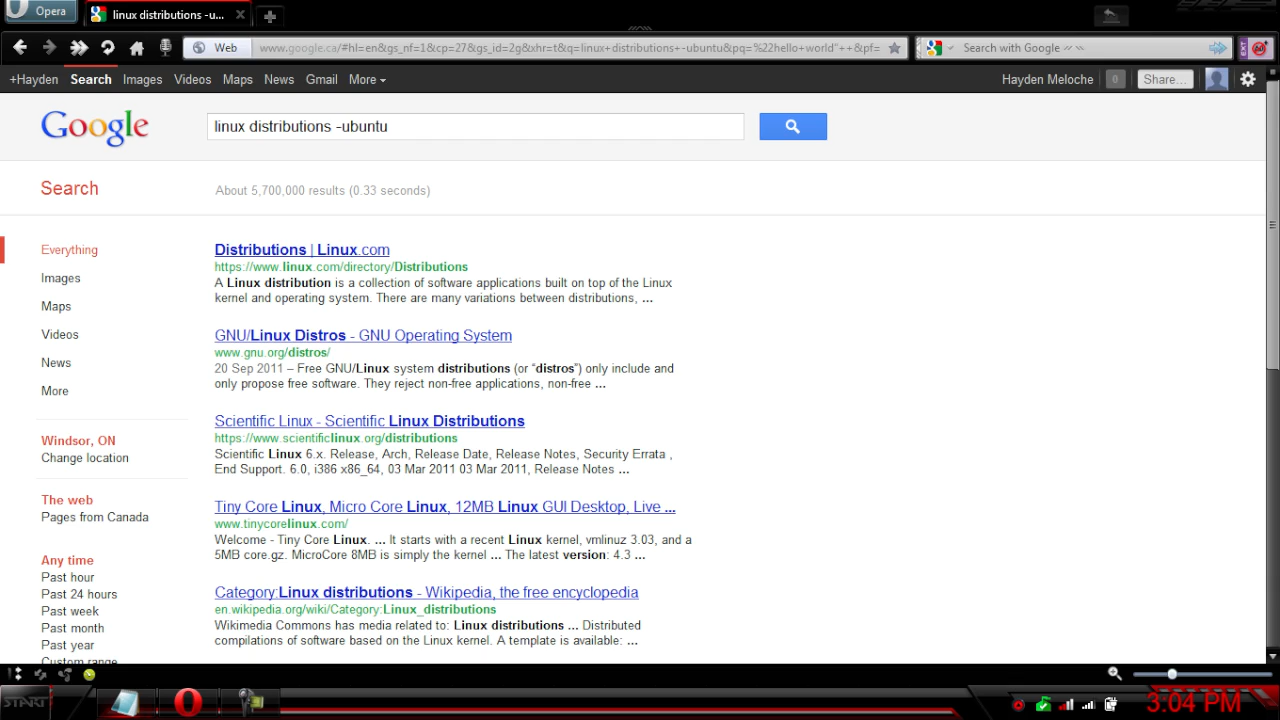 Opera
linux distributions -u...
Web
www.google.ca/#hl=en&gs_nf=1&cp=27&gs_id=2g&xhr=t&q=linux+distributions+-ubuntu&pq=%22hello+world"++&pf=
Search with Google
+Hayden Search Images Videos Maps News Gmail More
Hayden Meloche 0 Share...
Google
linux distributions -ubuntu
Search
About 5,700,000 results (0.33 seconds)
Everything
Images
Maps
Videos
News
More
Windsor, ON
Change location
The web
Pages from Canada
Any time
Past hour
Past 24 hours
Past week
Past month
Past year
Custom range
Distributions | Linux.com
https://www.linux.com/directory/Distributions
A Linux distribution is a collection of software applications built on top of the Linux
kernel and operating system. There are many variations between distributions, ...
GNU/Linux Distros - GNU Operating System
www.gnu.org/distros/
20 Sep 2011 – Free GNU/Linux system distributions (or “distros”) only include and
only propose free software. They reject non-free applications, non-free ...
Scientific Linux - Scientific Linux Distributions
https://www.scientificlinux.org/distributions
Scientific Linux 6.x. Release, Arch, Release Date, Release Notes, Security Errata ,
End Support. 6.0, i386 x86_64, 03 Mar 2011 03 Mar 2011, Release Notes ...
Tiny Core Linux, Micro Core Linux, 12MB Linux GUI Desktop, Live ...
www.tinycorelinux.com/
Welcome - Tiny Core Linux. ... It starts with a recent Linux kernel, vmlinuz 3.03, and a
5MB core.gz. MicroCore 8MB is simply the kernel ... The latest version: 4.3 ...
Category:Linux distributions - Wikipedia, the free encyclopedia
en.wikipedia.org/wiki/Category:Linux_distributions
Wikimedia Commons has media related to: Linux distributions ... Distributed
compilations of software based on the Linux kernel. A template is available: ...
START
3:04 PM